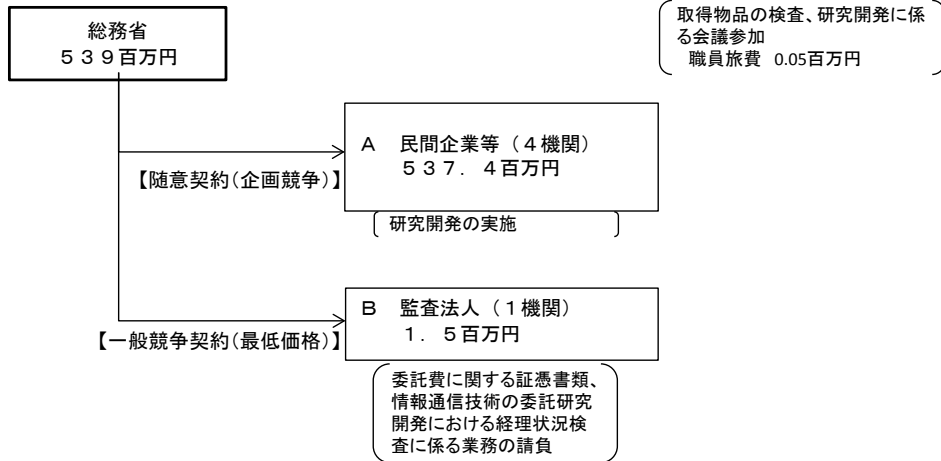 総務省
５３９百万円
取得物品の検査、研究開発に係
る会議参加
職員旅費 0.05百万円
A 民間企業等（４機関）
５３７．４百万円
【随意契約（企画競争）】
研究開発の実施
B 監査法人（１機関）
１．５百万円
【一般競争契約（最低価格）】
委託費に関する証憑書類、
情報通信技術の委託研究
開発における経理状況検
査に係る業務の請負